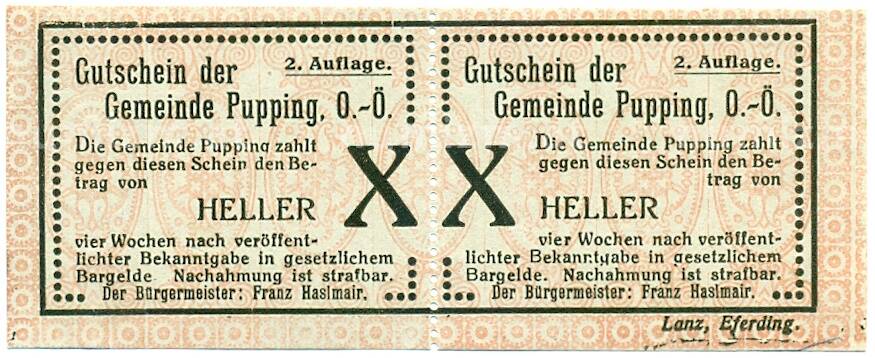 Gutschein der 2. Auflage.
Gemeinde Pupping, O.-Ö.
Die Gemeinde Pupping zahlt
gegen diesen Schein den Be-
trag von
HELLER X
vier Wochen nach veröffent-
lichter Bekanntgabe in gesetzlichem
Bargelde. Nachahmung ist strafbar.
Der Bürgermeister: Franz Haslmair.
Gutschein der 2. Auflage.
Gemeinde Pupping, O.-Ö.
Die Gemeinde Pupping zahlt
gegen diesen Schein den Be-
trag von
X HELLER
vier Wochen nach veröffent-
lichter Bekanntgabe in gesetzlichem
Bargelde. Nachahmung ist strafbar.
Der Bürgermeister: Franz Haslmair.
Lanz, Eferding.